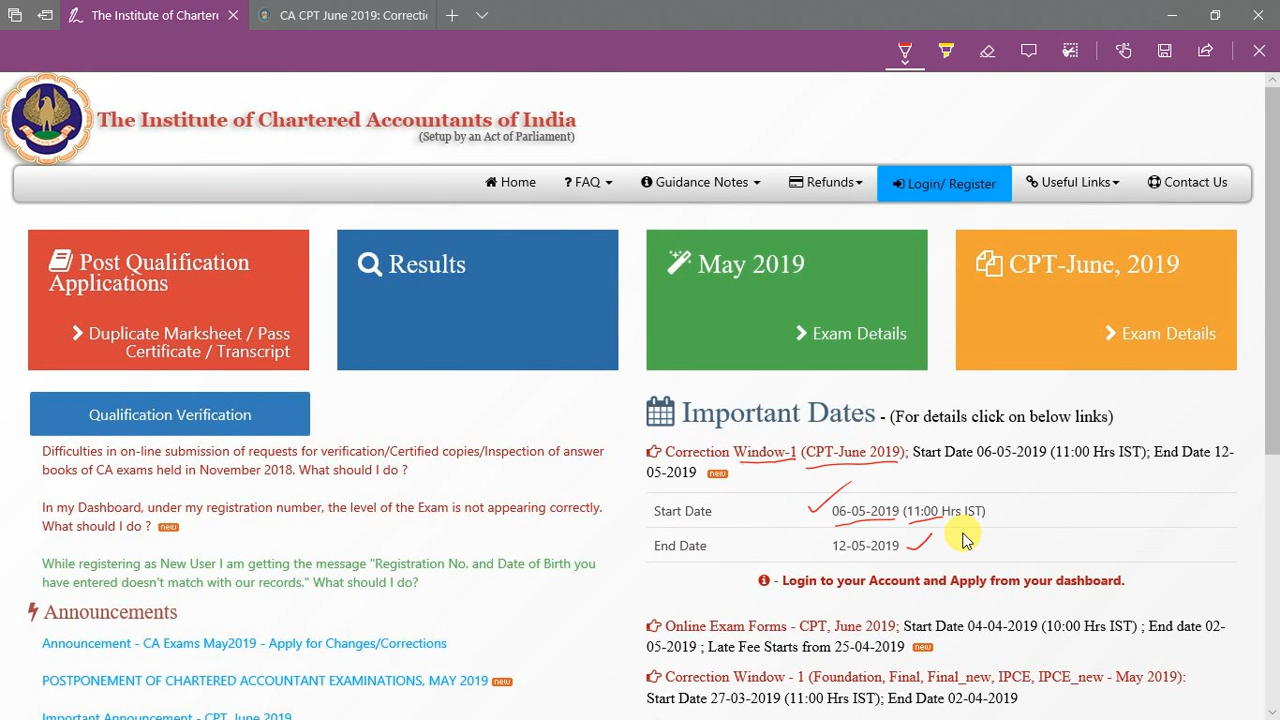 The Institute of Charter
CA CPT June 2019: Correcti
The Institute of Chartered Accountants of India
(Setup by an Act of Parliament)
Home
? FAQ
Guidance Notes
Refunds
Login/ Register
Useful Links
Contact Us
Post Qualification
Applications
Duplicate Marksheet / Pass
Certificate / Transcript
Results
May 2019
Exam Details
CPT-June, 2019
Exam Details
Qualification Verification
Difficulties in on-line submission of requests for verification/Certified copies/Inspection of answer
books of CA exams held in November 2018. What should I do ?
In my Dashboard, under my registration number, the level of the Exam is not appearing correctly.
What should I do ? new
While registering as New User I am getting the message "Registration No. and Date of Birth you
have entered doesn't match with our records." What should I do?
Announcements
Announcement - CA Exams May2019 - Apply for Changes/Corrections
POSTPONEMENT OF CHARTERED ACCOUNTANT EXAMINATIONS, MAY 2019 new
Important Announcement - CPT, June 2019
Important Dates - (For details click on below links)
Correction Window-1 (CPT-June 2019); Start Date 06-05-2019 (11:00 Hrs IST); End Date 12-
05-2019 new
Start Date 06-05-2019 (11:00 Hrs IST)
End Date 12-05-2019
- Login to your Account and Apply from your dashboard.
Online Exam Forms - CPT, June 2019; Start Date 04-04-2019 (10:00 Hrs IST) ; End date 02-
05-2019 ; Late Fee Starts from 25-04-2019 new
Correction Window - 1 (Foundation, Final, Final_new, IPCE, IPCE_new - May 2019):
Start Date 27-03-2019 (11:00 Hrs IST); End Date 02-04-2019